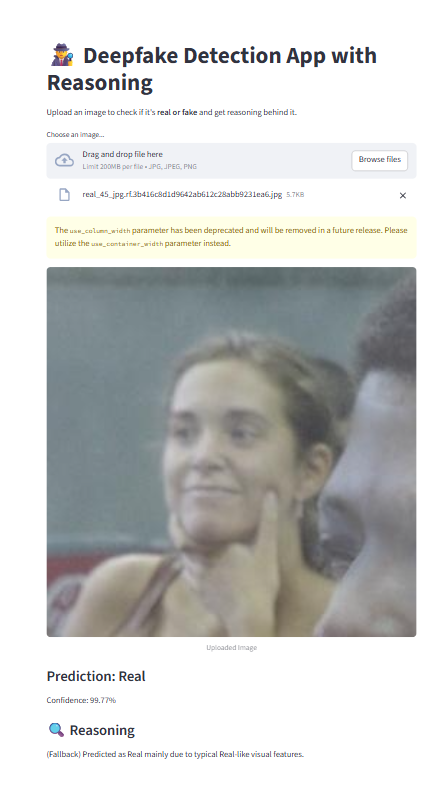 🕵️ Deepfake Detection App with
Reasoning
Upload an image to check if it's real or fake and get reasoning behind it.
Choose an image...
Drag and drop file here
Limit 200MB per file • JPG, JPEG, PNG
Browse files
real_45_jpg.rf.3b416c8d1d9642ab612c28abb9231ea6.jpg 5.7KB
The use_column_width parameter has been deprecated and will be removed in a future release. Please
utilize the use_container_width parameter instead.
Uploaded Image
Prediction: Real
Confidence: 99.77%
🔍 Reasoning
(Fallback) Predicted as Real mainly due to typical Real-like visual features.